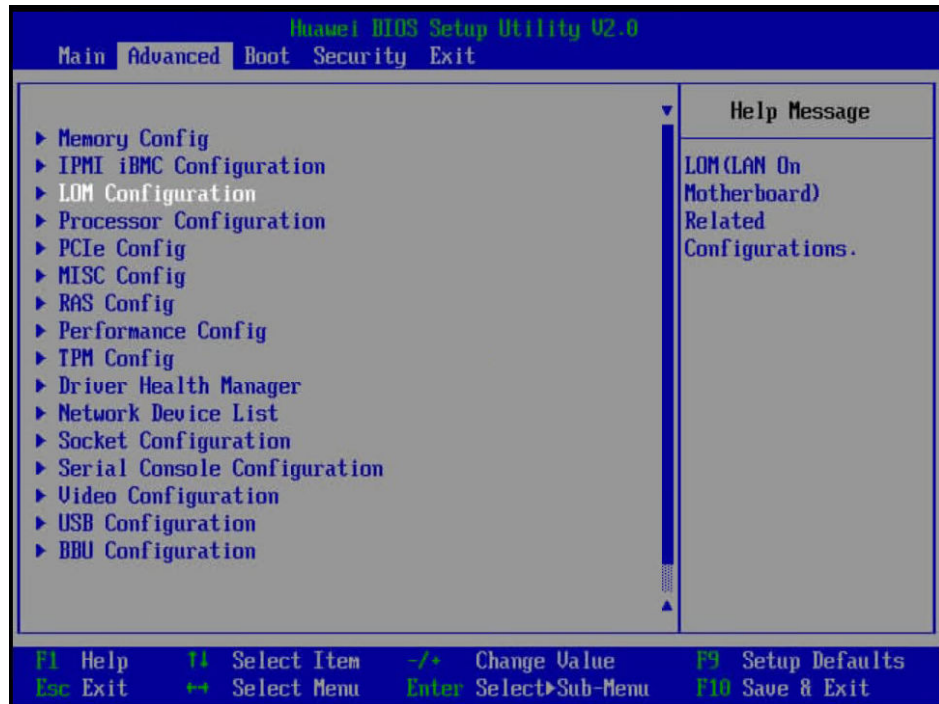 Huawei BIOS Setup Utility V2.0
Main Advanced Boot Security Exit
Help Message
Memory Config
IPMI iBMC Configuration
LOM Configuration
Processor Configuration
PCIe Config
MISC Config
RAS Config
Performance Config
TPM Config
Driver Health Manager
Network Device List
Socket Configuration
Serial Console Configuration
Video Configuration
USB Configuration
BBU Configuration
LOM(LAN On
Motherboard)
Related
Configurations.
F1 Help ↑↓ Select Item -/+ Change Value F9 Setup Defaults
Esc Exit ↔ Select Menu Enter Select▶Sub-Menu F10 Save & Exit